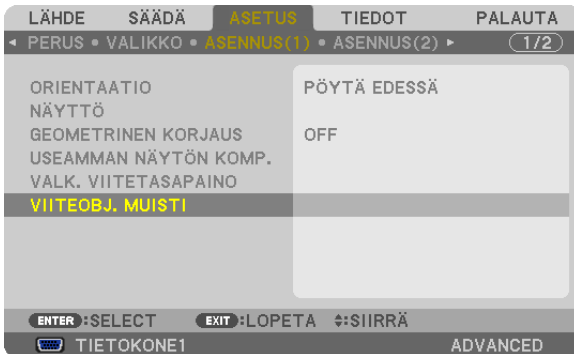 LÄHDE SÄÄDÄ ASETUS TIEDOT PALAUTA
◄ PERUS • VALIKKO • ASENNUS(1) • ASENNUS(2) ► 1/2
ORIENTAATIO PÖYTÄ EDESSÄ
NÄYTTÖ
GEOMETRINEN KORJAUS OFF
USEAMMAN NÄYTÖN KOMP.
VALK. VIITETASAPAINO
VIITEOBJ. MUISTI
ENTER :SELECT EXIT :LOPETA ⬍:SIIRRÄ
TIETOKONE1 ADVANCED